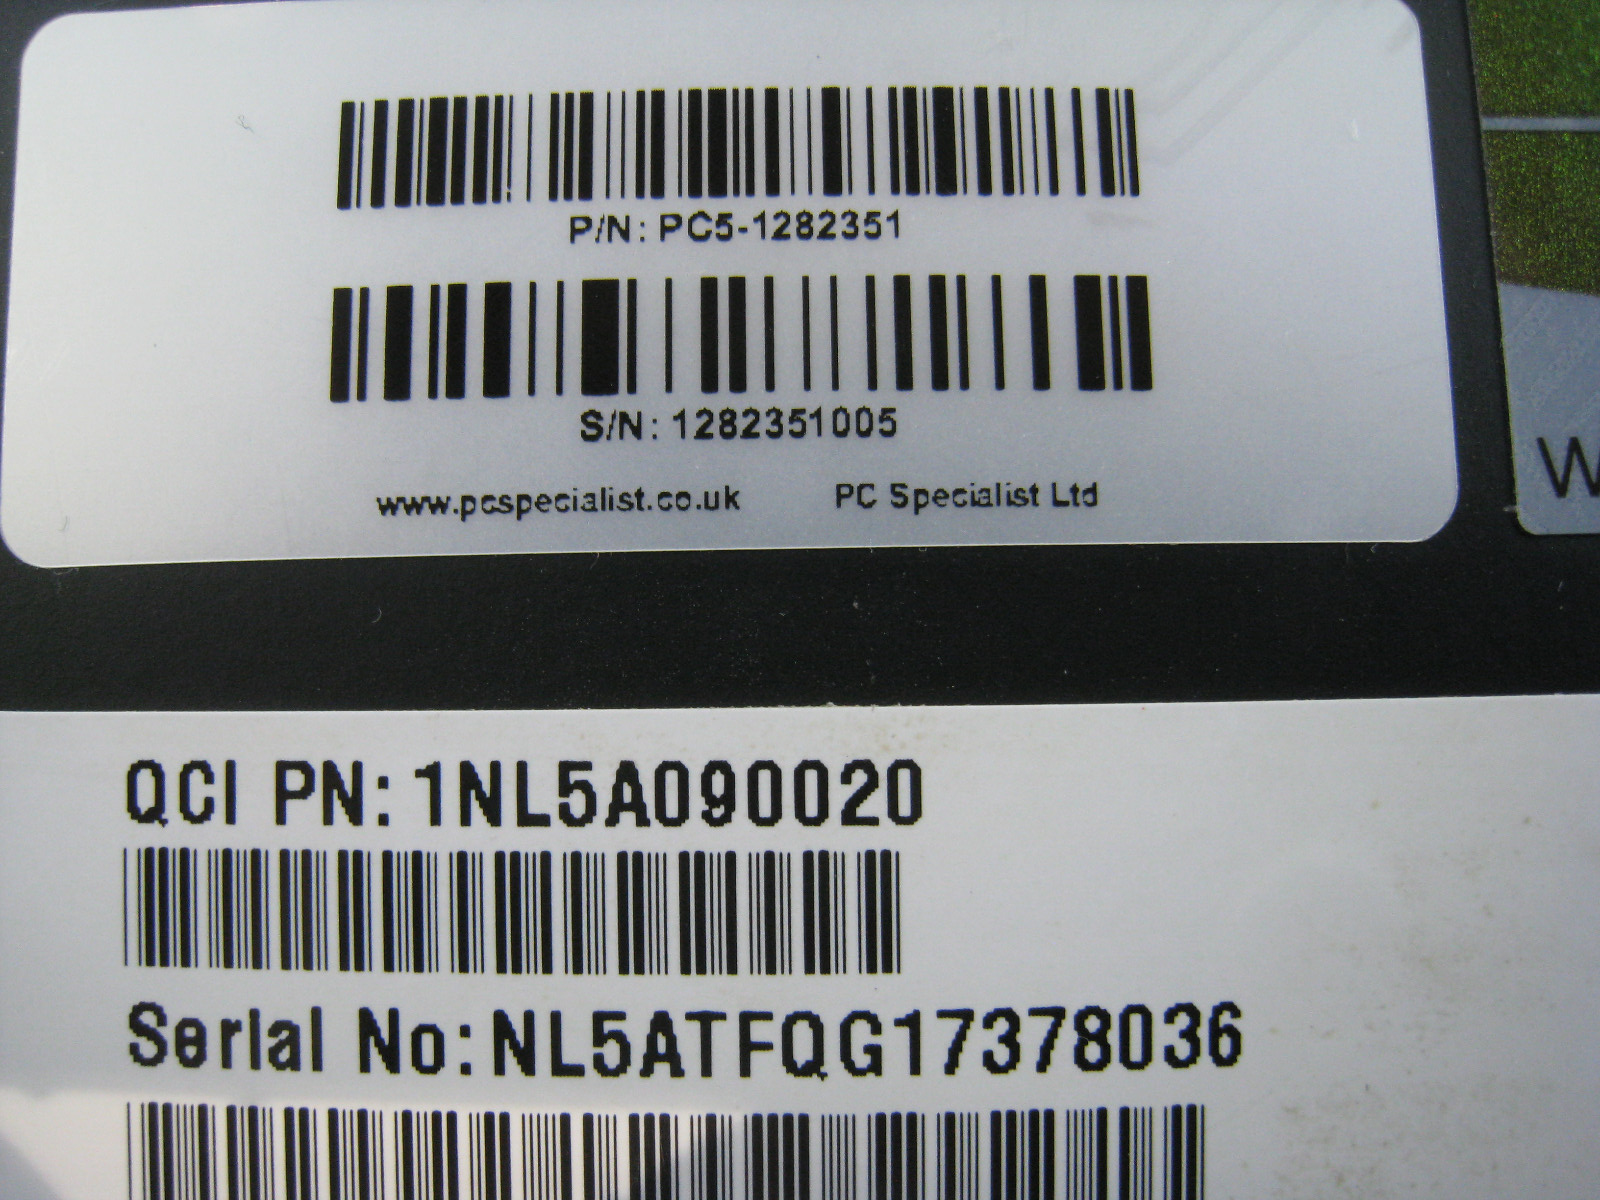 P/N: PC5-1282351
S/N: 1282351005
www.pcspecialist.co.uk PC Specialist Ltd
W
QCI PN: 1NL5A090020
Serial No: NL5ATFQG17378036